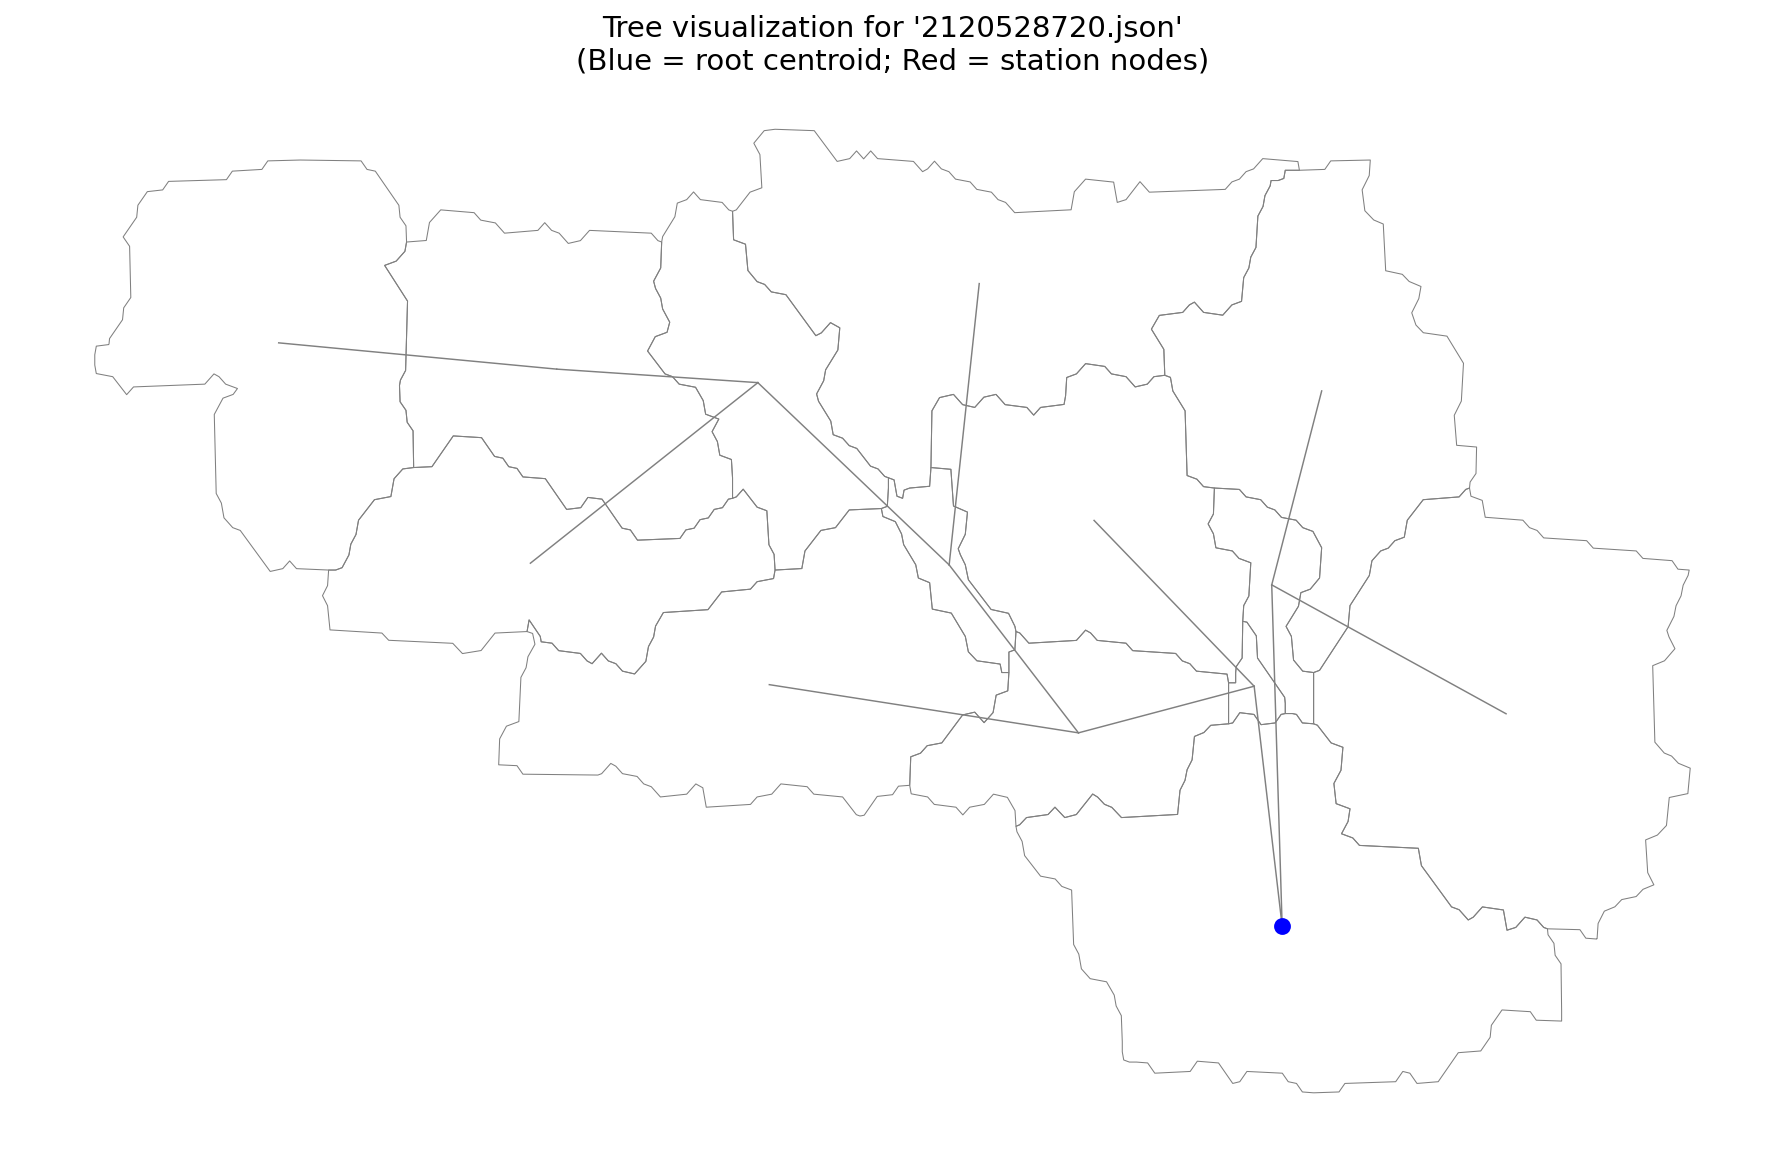 Tree visualization for '2120528720.json'
(Blue = root centroid; Red = station nodes)